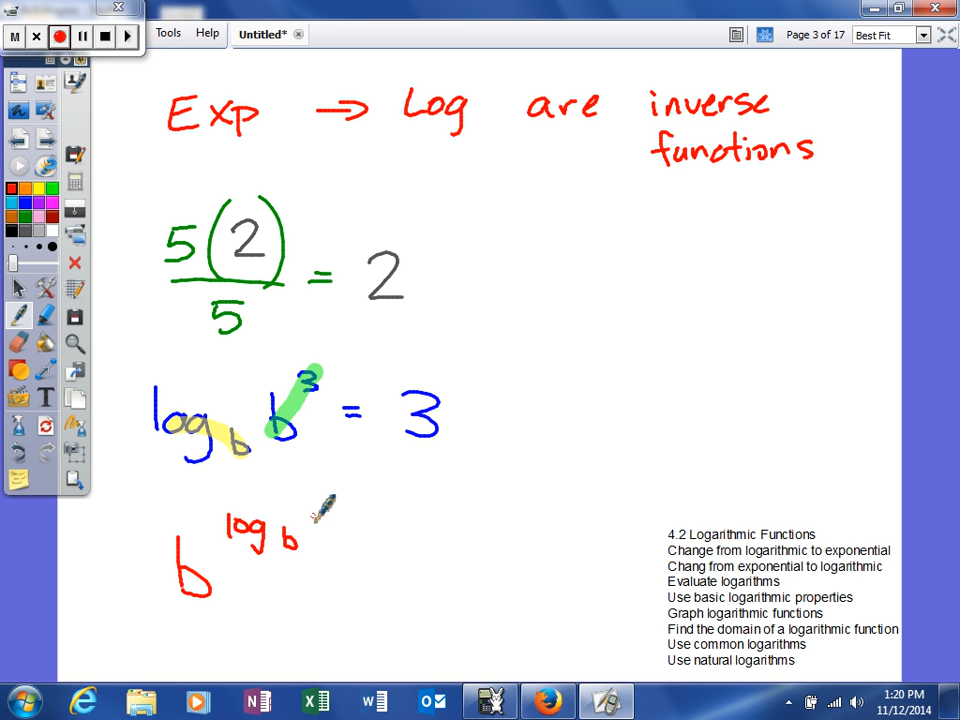 M
Tools Help Untitled* Page 3 of 17 Best Fit
Exp → Log are inverse
functions
5(2)
5
= 2
log_b b^3 = 3
b^log_b
4.2 Logarithmic Functions
Change from logarithmic to exponential
Chang from exponential to logarithmic
Evaluate logarithms
Use basic logarithmic properties
Graph logarithmic functions
Find the domain of a logarithmic function
Use common logarithms
Use natural logarithms
1:20 PM
11/12/2014